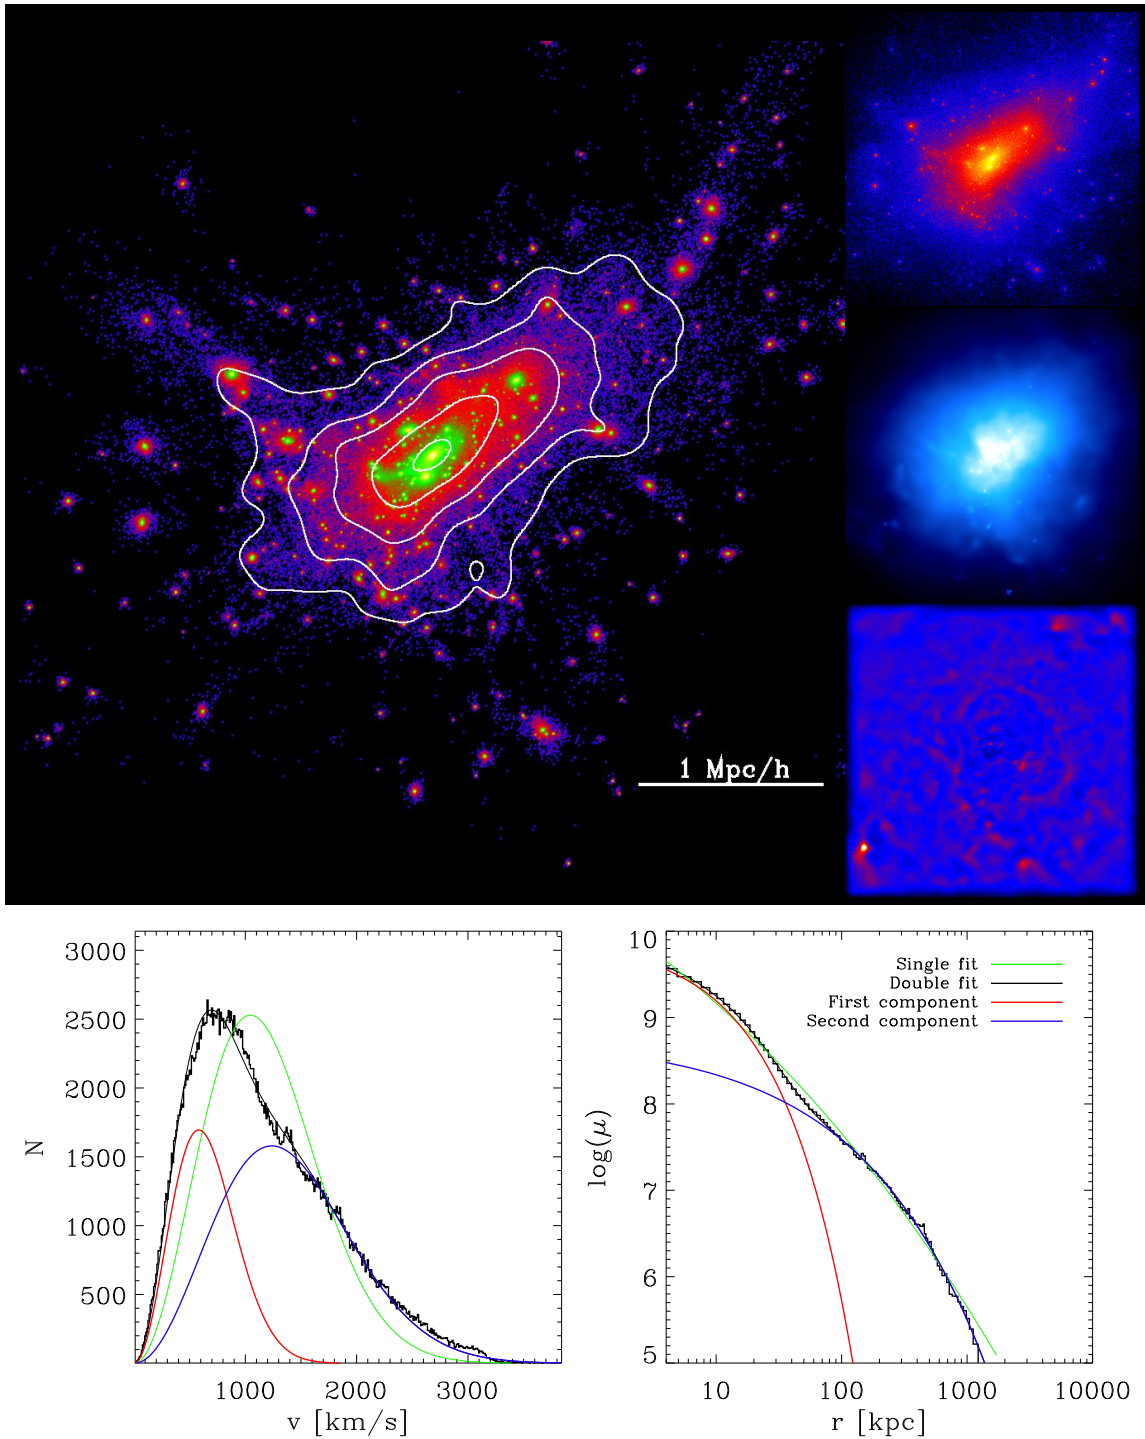 1 Mpc/h
3000
2500
2000
1500
1000
500
N
1000 2000 3000
v [km/s]
10
9
8
7
6
5
log(μ)
Single fit
Double fit
First component
Second component
10 100 1000 10000
r [kpc]